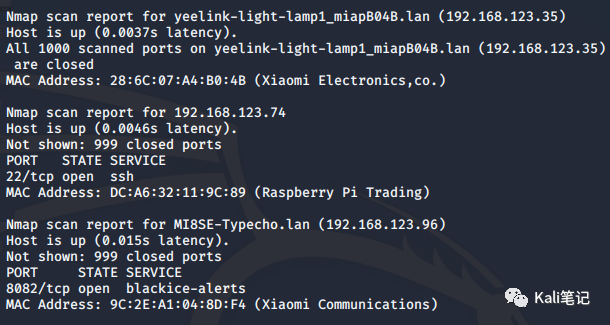 Nmap scan report for yeelink-light-lamp1_miapB04B.lan (192.168.123.35)
Host is up (0.0037s latency).
All 1000 scanned ports on yeelink-light-lamp1_miapB04B.lan (192.168.123.35)
 are closed
MAC Address: 28:6C:07:A4:B0:4B (Xiaomi Electronics,co.)

Nmap scan report for 192.168.123.74
Host is up (0.0046s latency).
Not shown: 999 closed ports
PORT   STATE SERVICE
22/tcp open  ssh
MAC Address: DC:A6:32:11:9C:89 (Raspberry Pi Trading)

Nmap scan report for MI8SE-Typecho.lan (192.168.123.96)
Host is up (0.015s latency).
Not shown: 999 closed ports
PORT     STATE SERVICE
8082/tcp open  blackice-alerts
MAC Address: 9C:2E:A1:04:8D:F4 (Xiaomi Communications)
Kali笔记